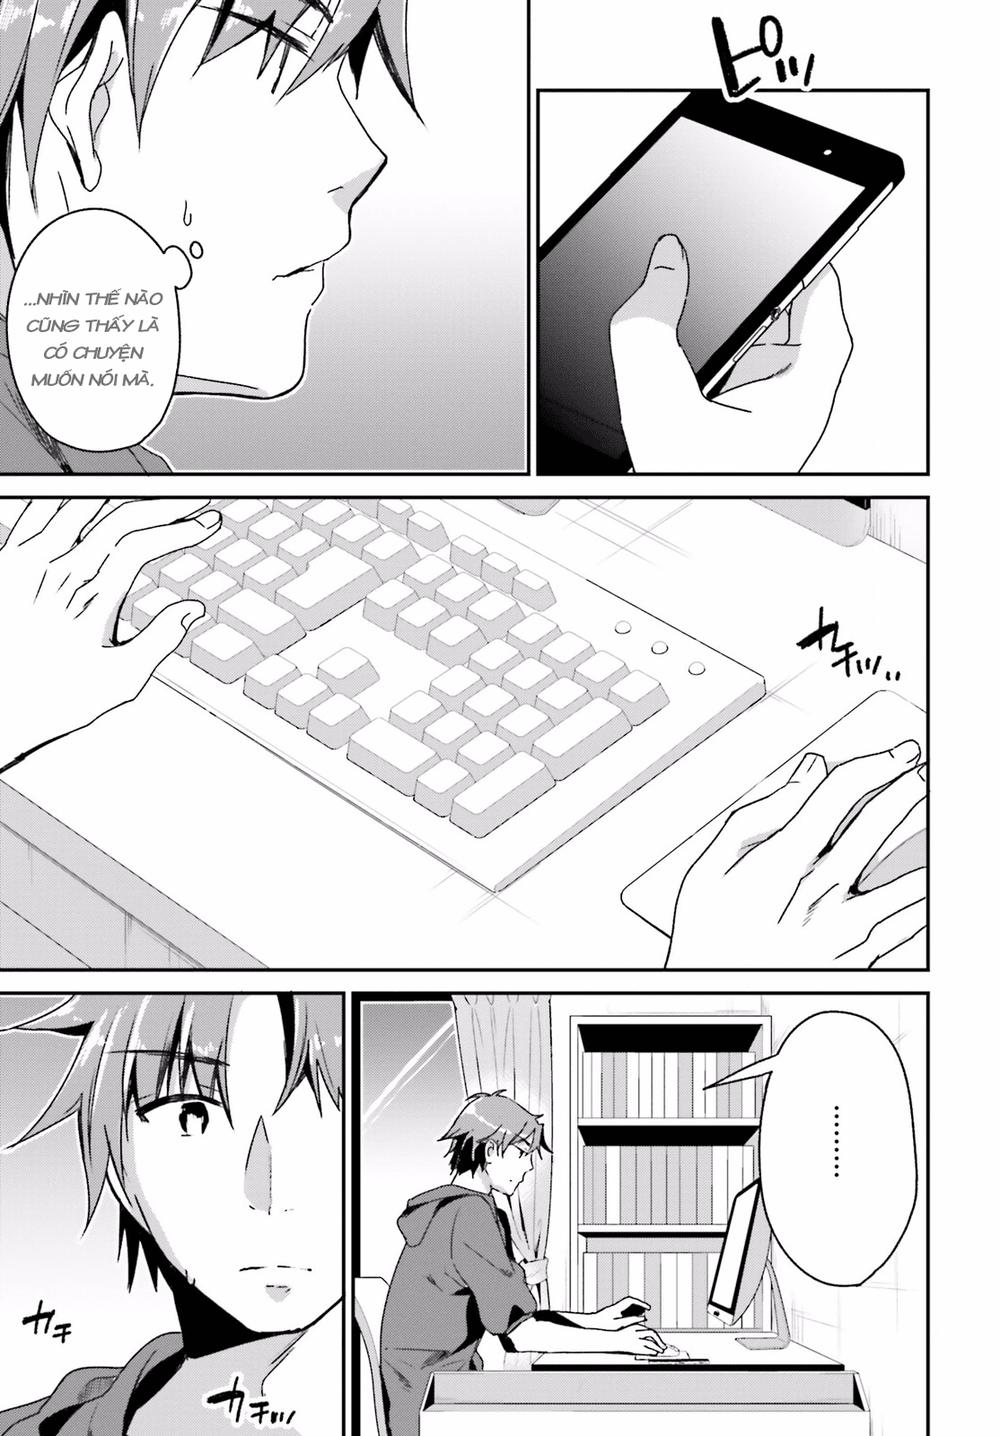 ピッ
...NHÌN THẾ NÀO
CŨNG THẤY LÀ
CÓ CHUYỆN
MUỐN NÓI MÀ.
カチッ..
…………
カチ
カチッ